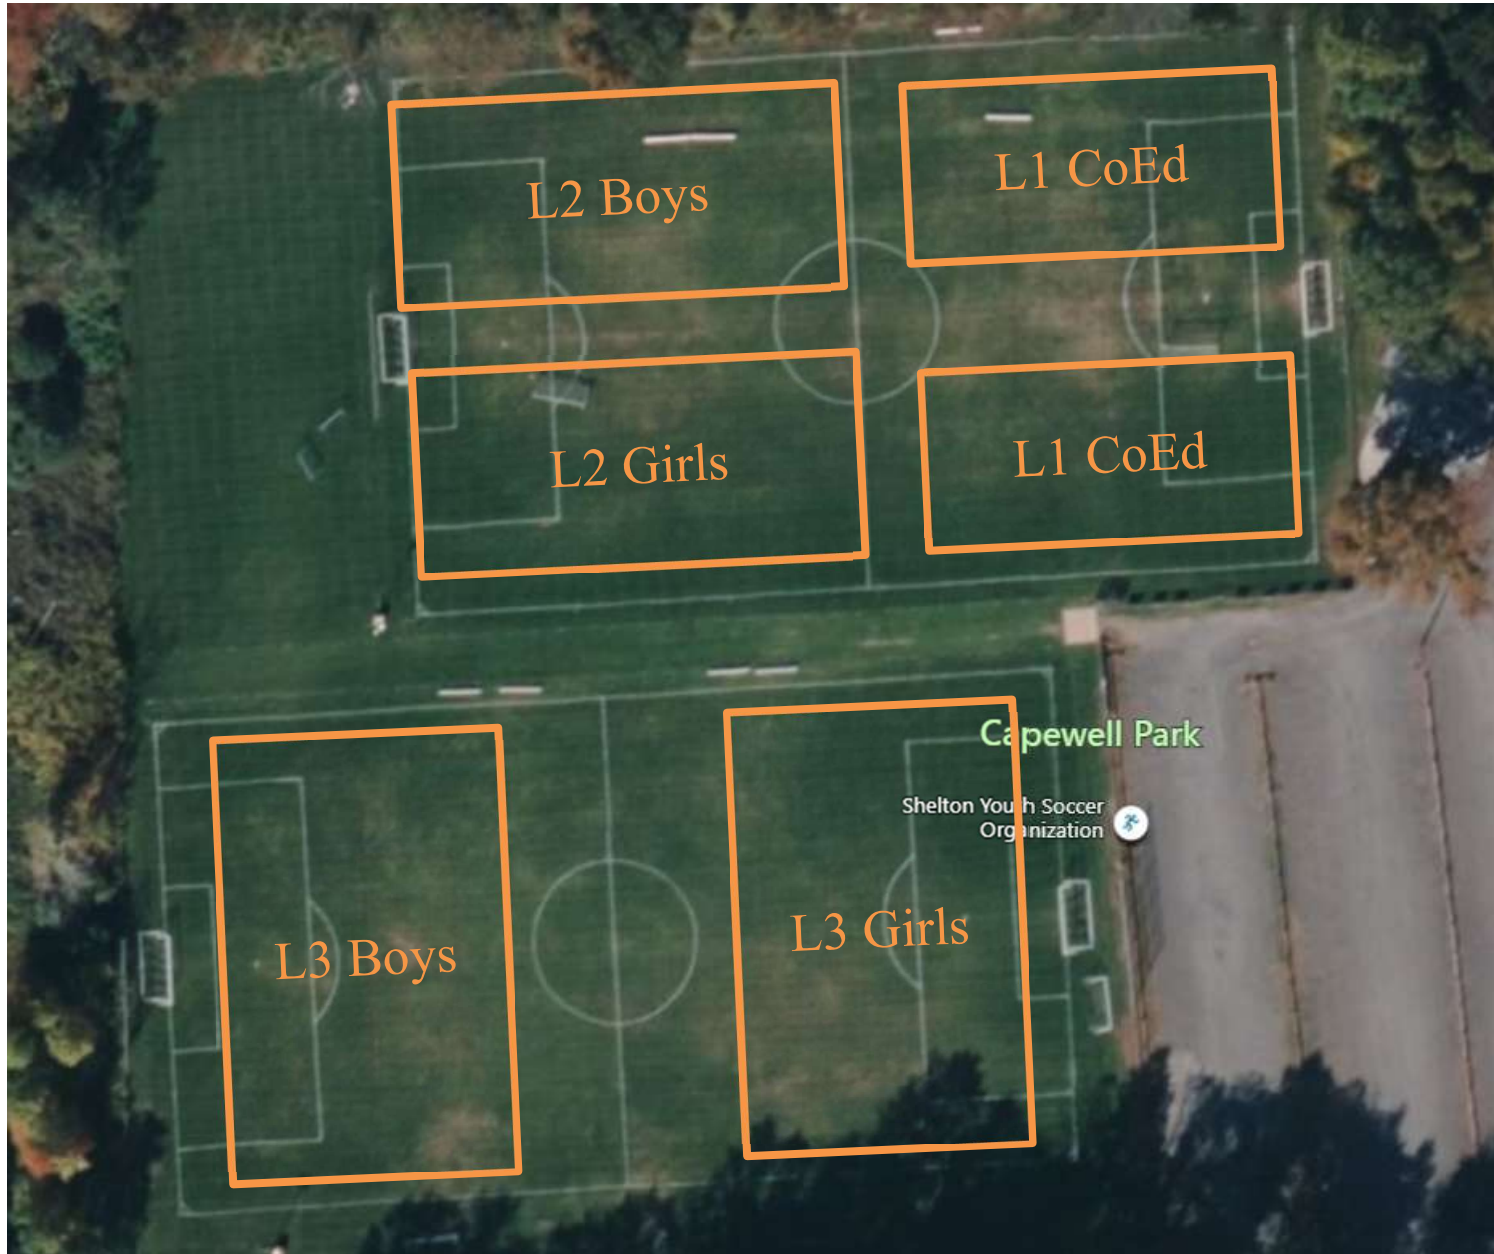 L2 Boys
L1 CoEd
L2 Girls
L1 CoEd
Capewell Park
Shelton Youth Soccer
Organization
L3 Boys
L3 Girls